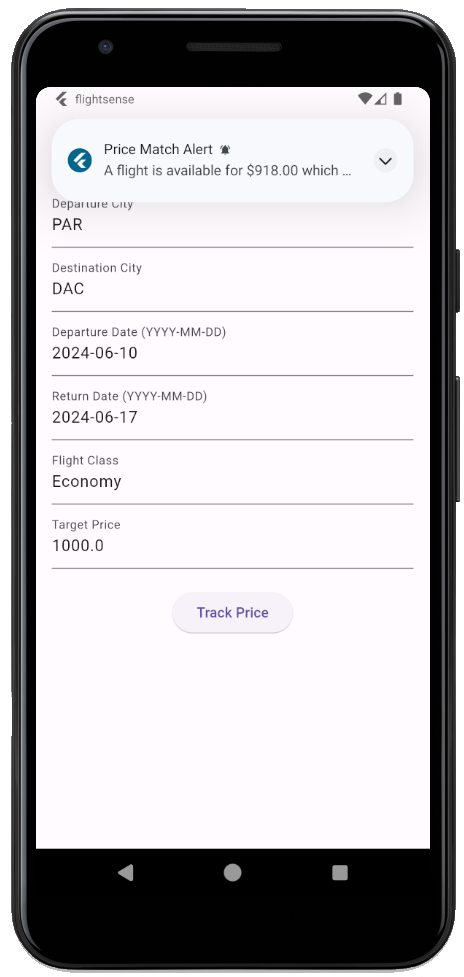 flightsense
Price Match Alert
A flight is available for $918.00 which ...
Departure City
PAR
Destination City
DAC
Departure Date (YYYY-MM-DD)
2024-06-10
Return Date (YYYY-MM-DD)
2024-06-17
Flight Class
Economy
Target Price
1000.0
Track Price